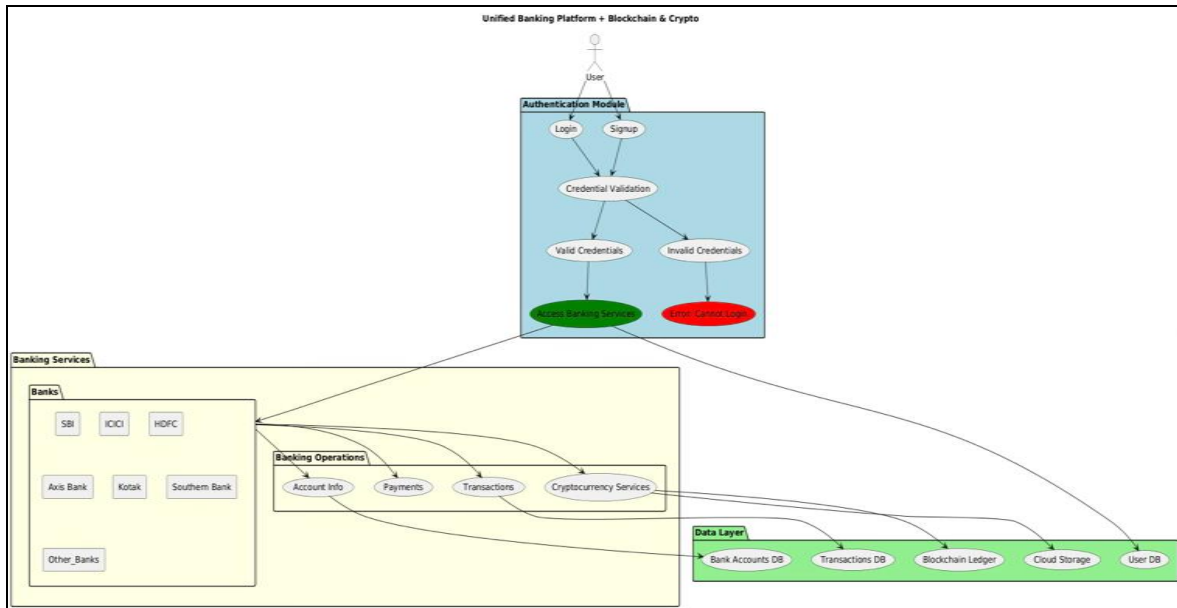 Unified Banking Platform + Blockchain & Crypto
User
Authentication Module
Login
Signup
Credential Validation
Valid Credentials
Invalid Credentials
Access Banking Services
Error: Cannot Login
Banking Services
Banks
SBI
ICICI
HDFC
Axis Bank
Kotak
Southern Bank
Other_Banks
Banking Operations
Account Info
Payments
Transactions
Cryptocurrency Services
Data Layer
Bank Accounts DB
Transactions DB
Blockchain Ledger
Cloud Storage
User DB